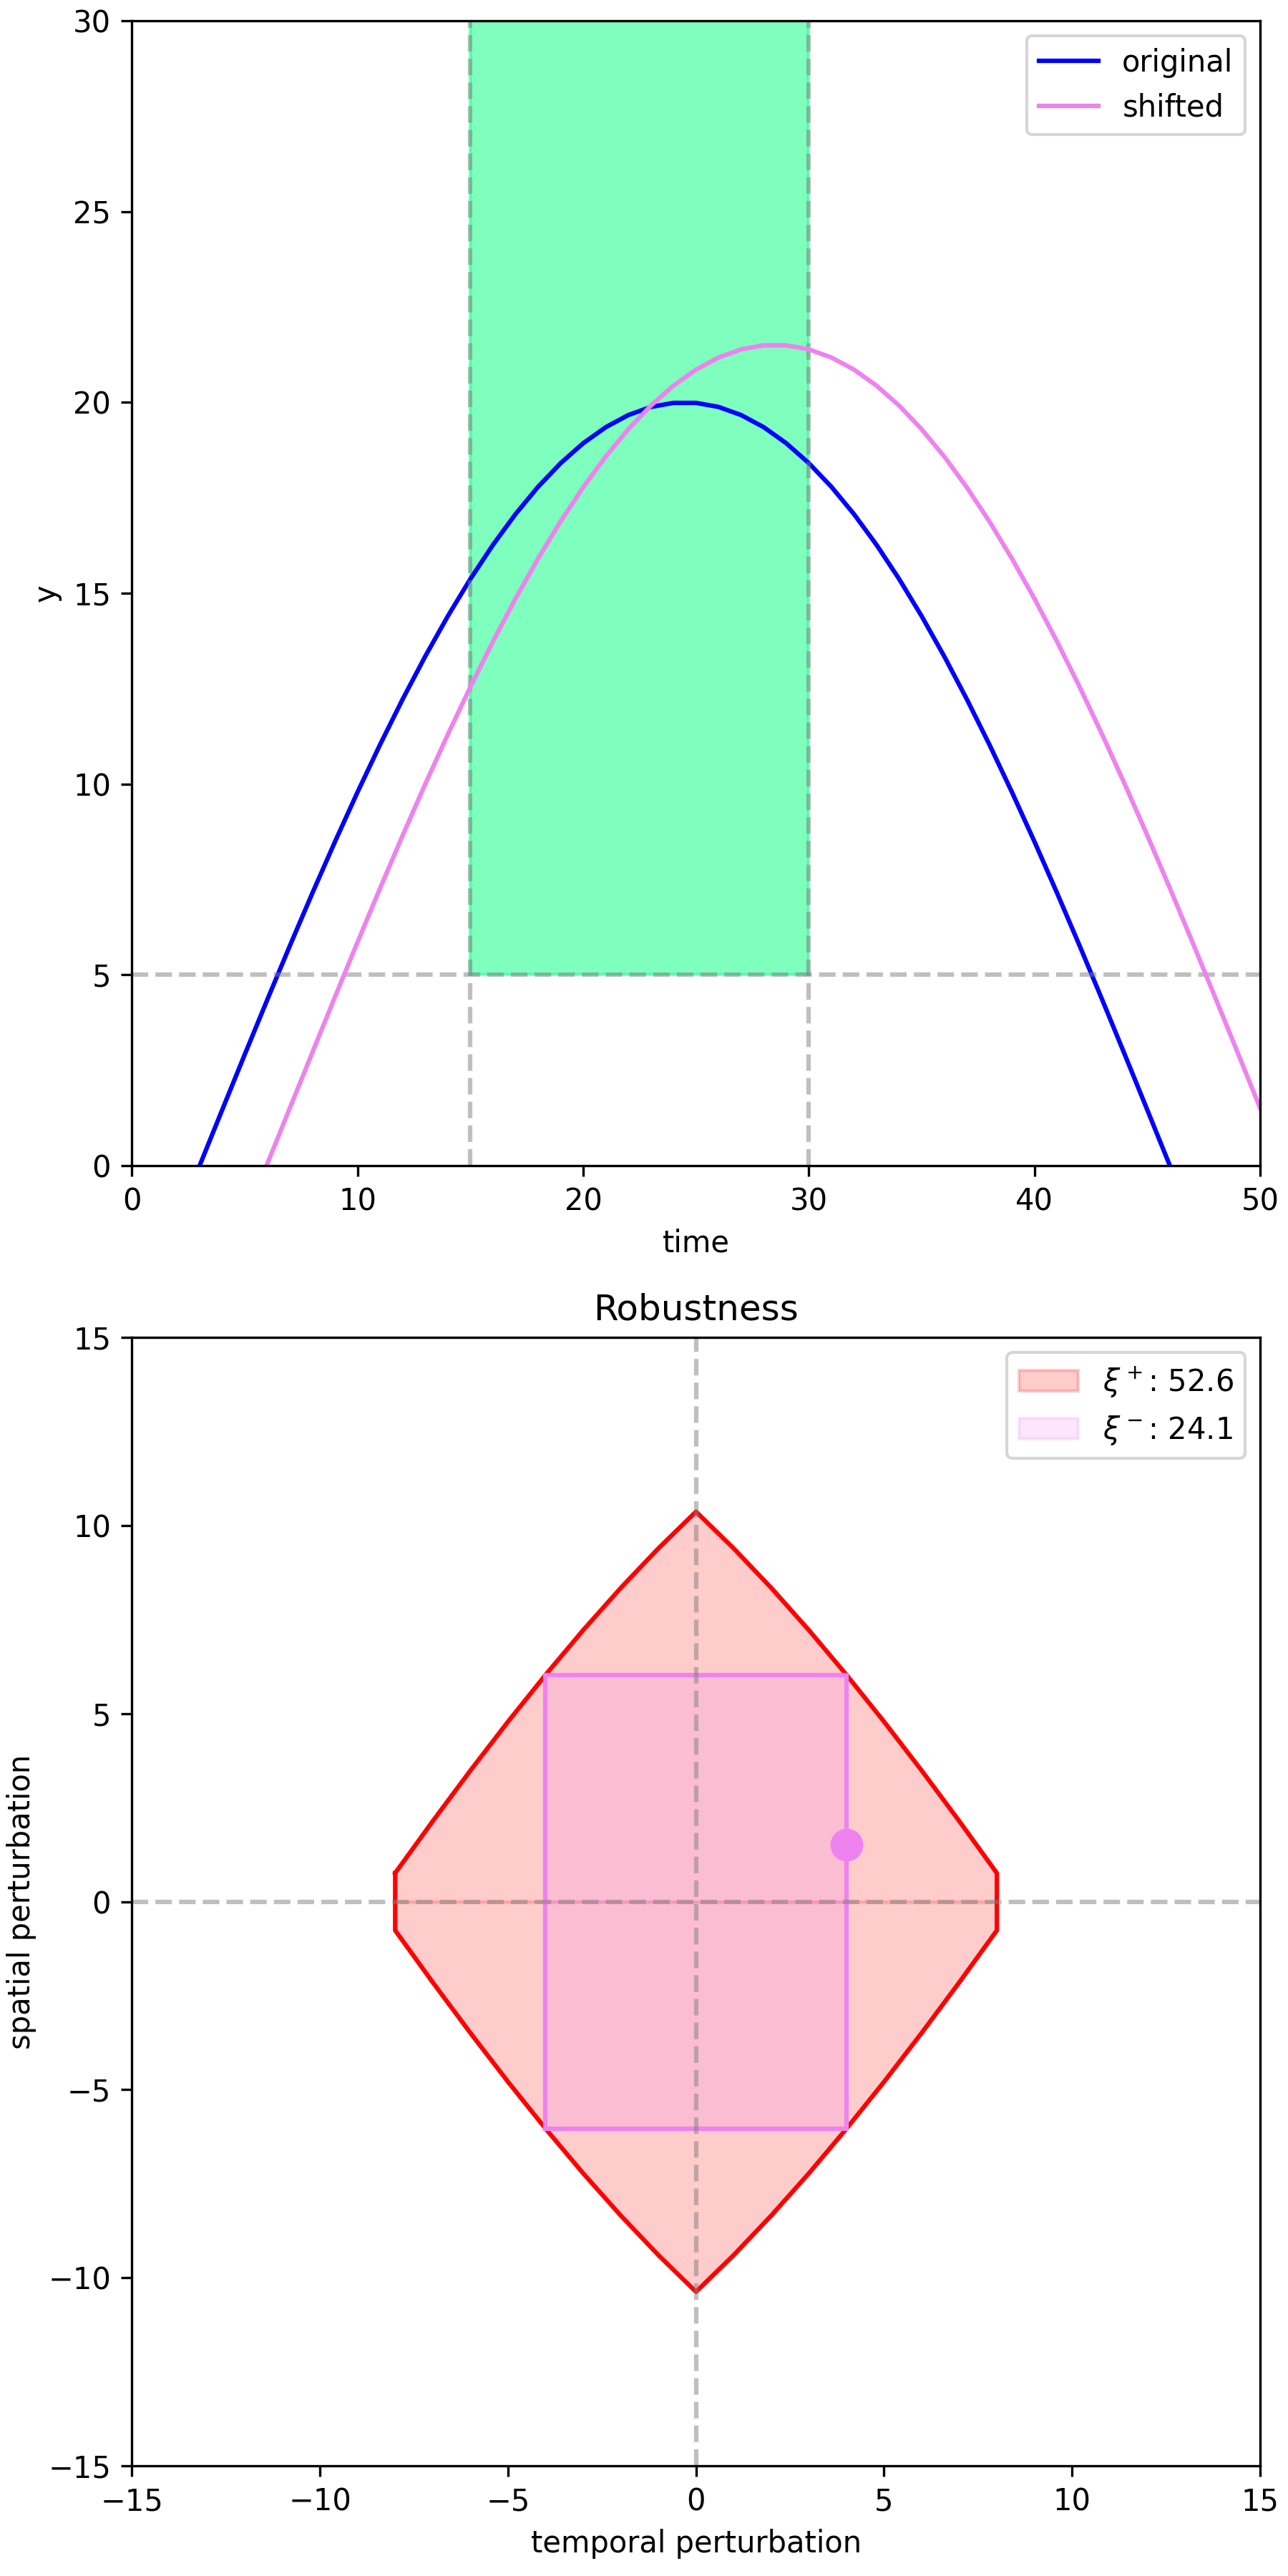 30
25
20
15
10
5
0
y
original
shifted
0 10 20 30 40 50
time
Robustness
15
10
5
0
−5
−10
−15
spatial perturbation
ξ⁺: 52.6
ξ⁻: 24.1
−15 −10 −5 0 5 10 15
temporal perturbation